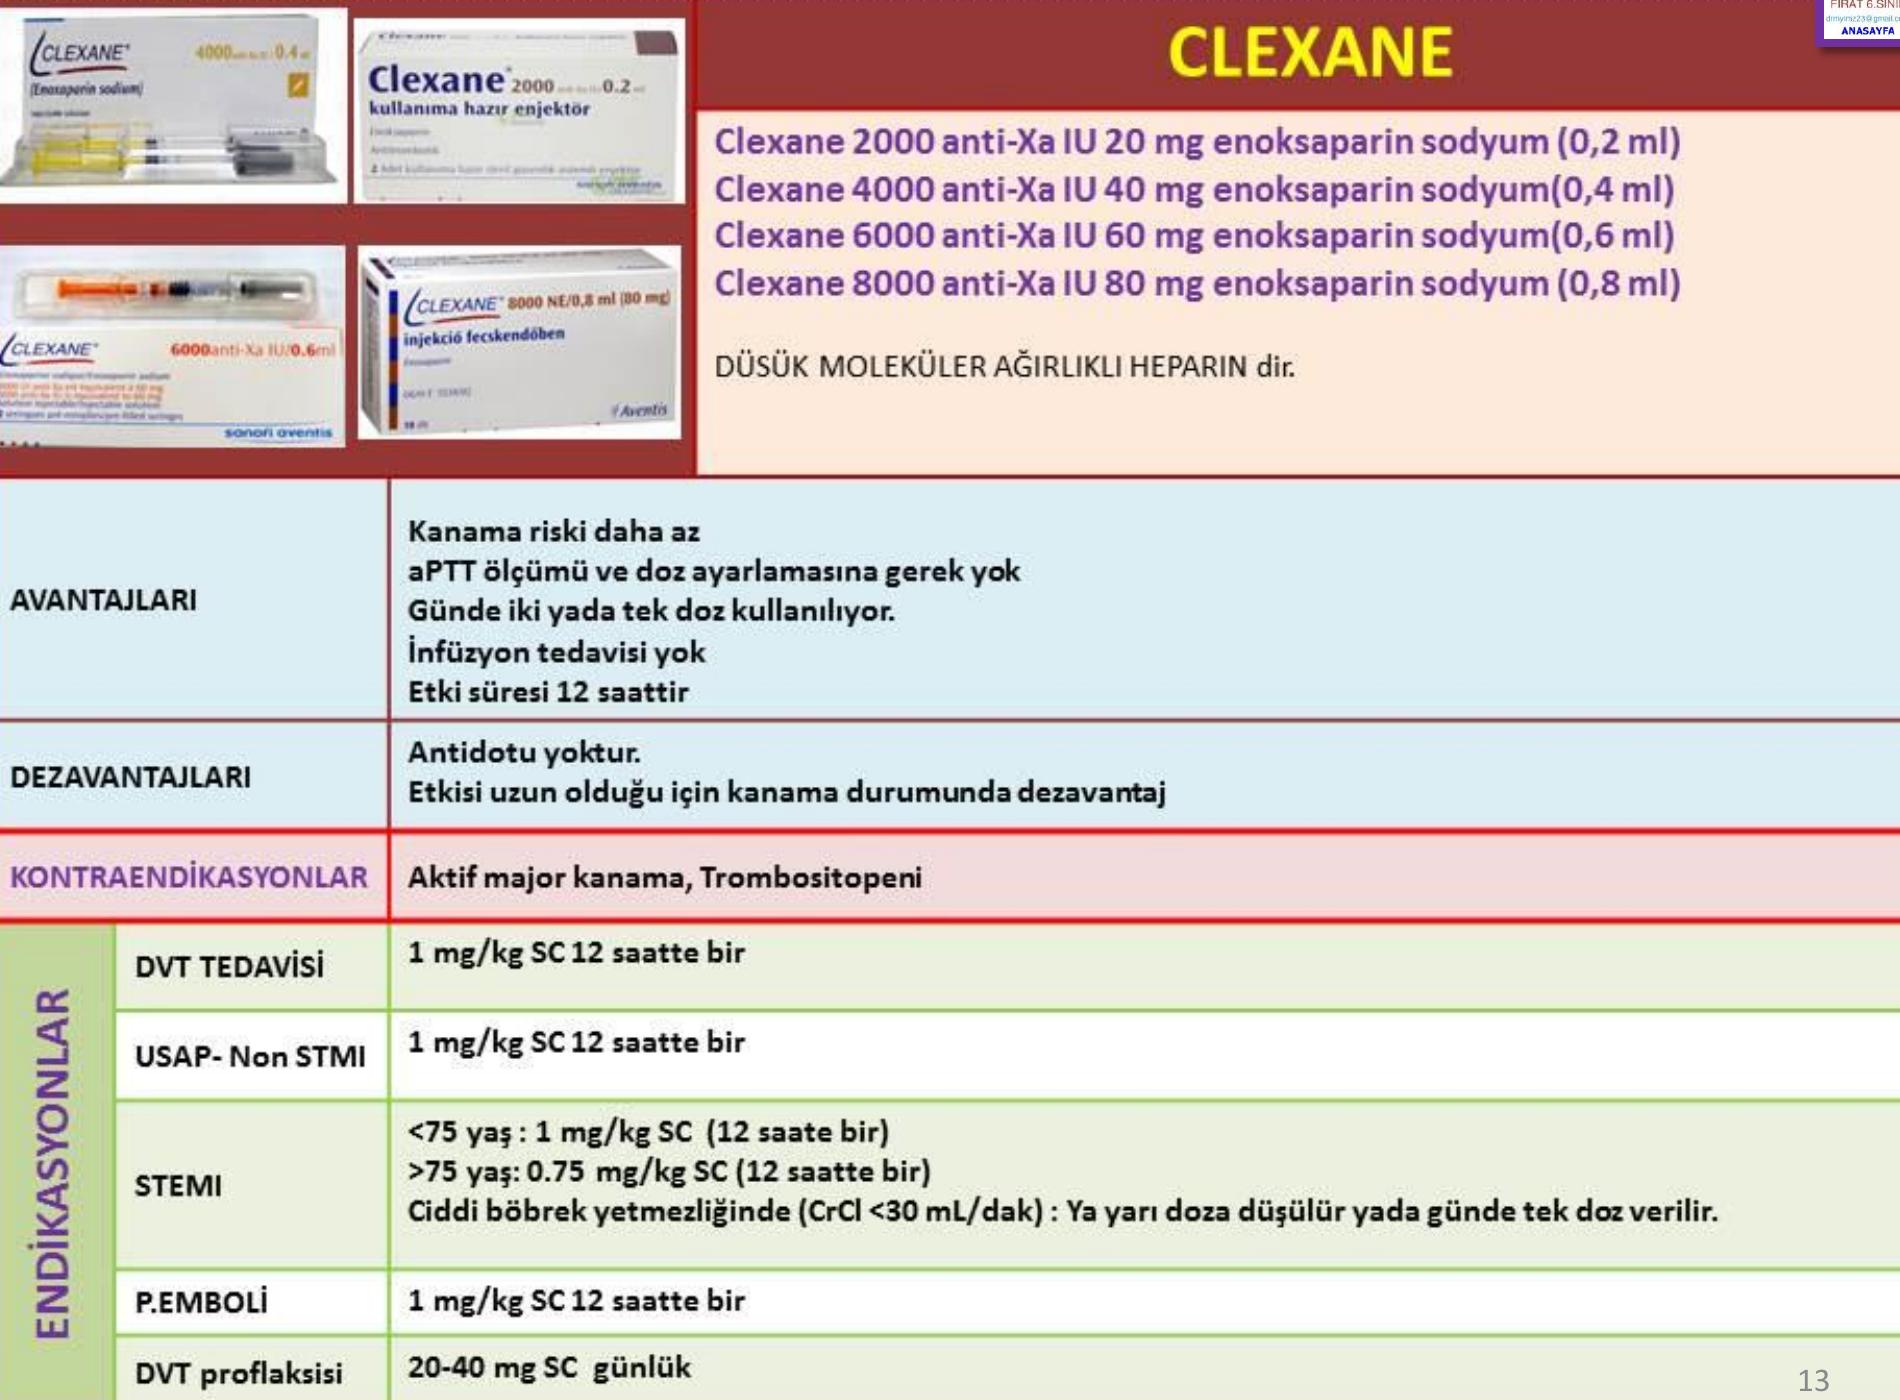 FIRAT 6.SINI
ANASAYFA
CLEXANE
CLEXANE
4000 0.4
(Enoxaparin sodium)
Clexane 2000 0.2
kullanıma hazır enjektör
CLEXANE
6000anti-Xa IU/0.6ml
sanofi aventis
CLEXANE 8000 NE/0,8 ml (80 mg)
injekció fecskendőben
Aventis
Clexane 2000 anti-Xa IU 20 mg enoksaparin sodyum (0,2 ml)
Clexane 4000 anti-Xa IU 40 mg enoksaparin sodyum(0,4 ml)
Clexane 6000 anti-Xa IU 60 mg enoksaparin sodyum(0,6 ml)
Clexane 8000 anti-Xa IU 80 mg enoksaparin sodyum (0,8 ml)
DÜSÜK MOLEKÜLER AĞIRLIKLI HEPARIN dir.
AVANTAJLARI
Kanama riski daha az
aPTT ölçümü ve doz ayarlamasına gerek yok
Günde iki yada tek doz kullanılıyor.
İnfüzyon tedavisi yok
Etki süresi 12 saattir
DEZAVANTAJLARI
Antidotu yoktur.
Etkisi uzun olduğu için kanama durumunda dezavantaj
KONTRAENDİKASYONLAR
Aktif major kanama, Trombositopeni
ENDİKASYONLAR
DVT TEDAVİSİ
1 mg/kg SC 12 saatte bir
USAP- Non STMI
1 mg/kg SC 12 saatte bir
STEMI
<75 yaş : 1 mg/kg SC (12 saate bir)
>75 yaş: 0.75 mg/kg SC (12 saatte bir)
Ciddi böbrek yetmezliğinde (CrCl <30 mL/dak) : Ya yarı doza düşülür yada günde tek doz verilir.
P.EMBOLİ
1 mg/kg SC 12 saatte bir
DVT proflaksisi
20-40 mg SC günlük
13